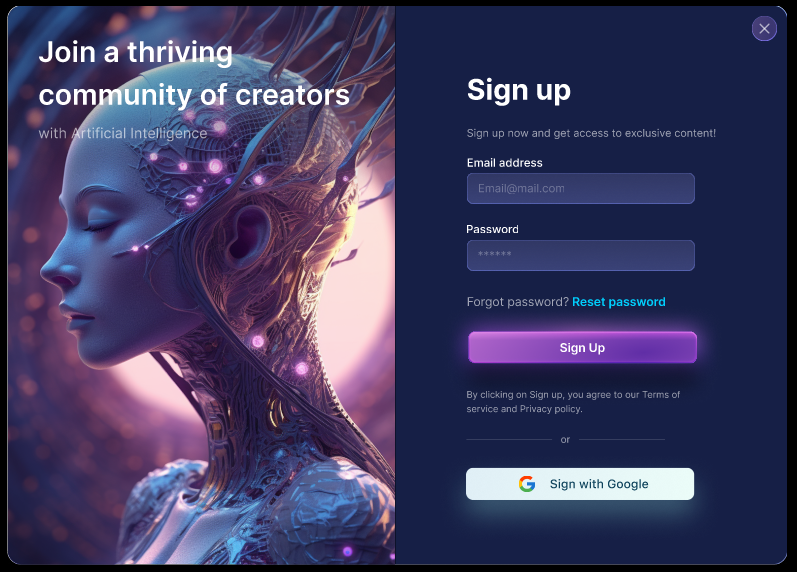 Join a thriving
community of creators
with Artificial Intelligence
Sign up
Sign up now and get access to exclusive content!
Email address
Email@mail.com
Password
******
Forgot password? Reset password
Sign Up
By clicking on Sign up, you agree to our Terms of
service and Privacy policy.
or
Sign with Google